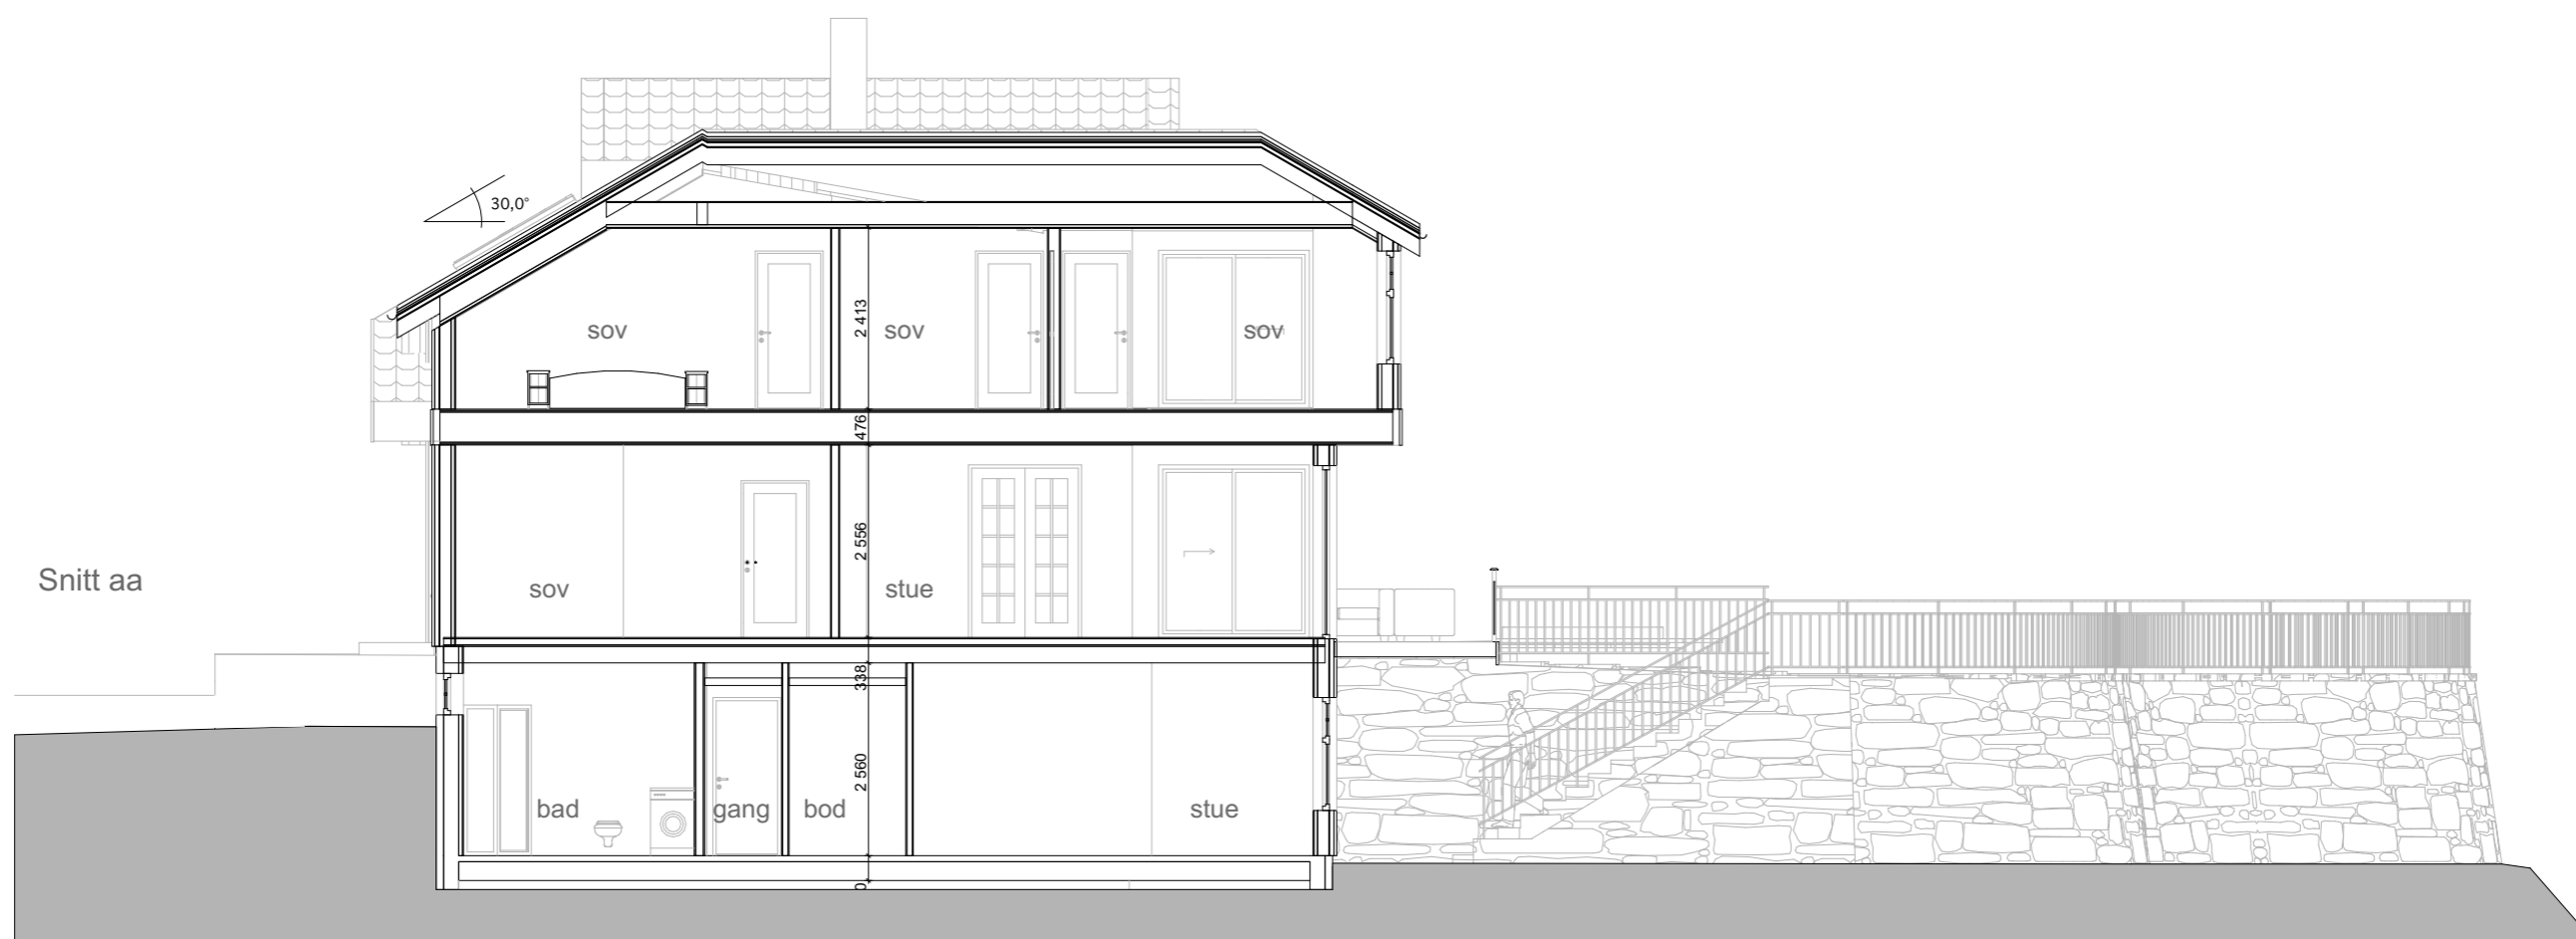 30,0°
sov
2 413
sov
sov
476
Snitt aa
sov
2 556
stue
338
bad
gang
bod
2 560
stue
0